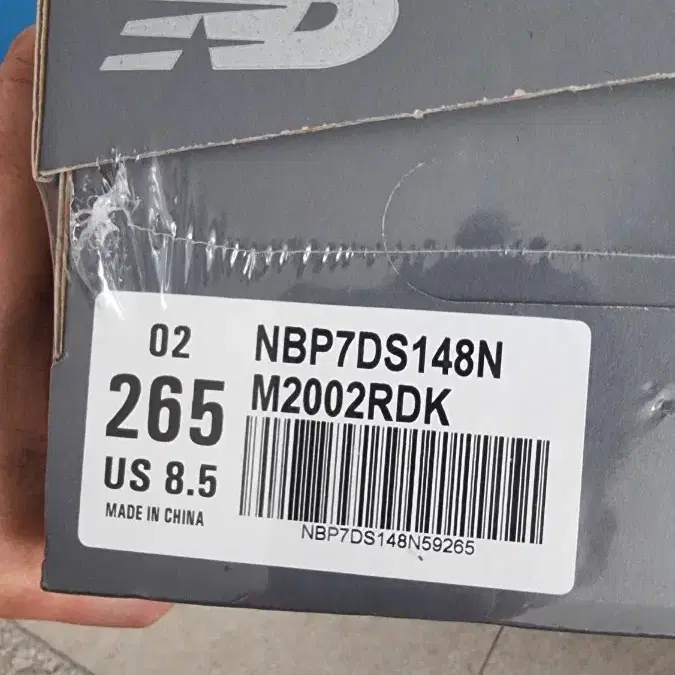 02
265
US 8.5
MADE IN CHINA
NBP7DS148N
M2002RDK
NBP7DS148N59265